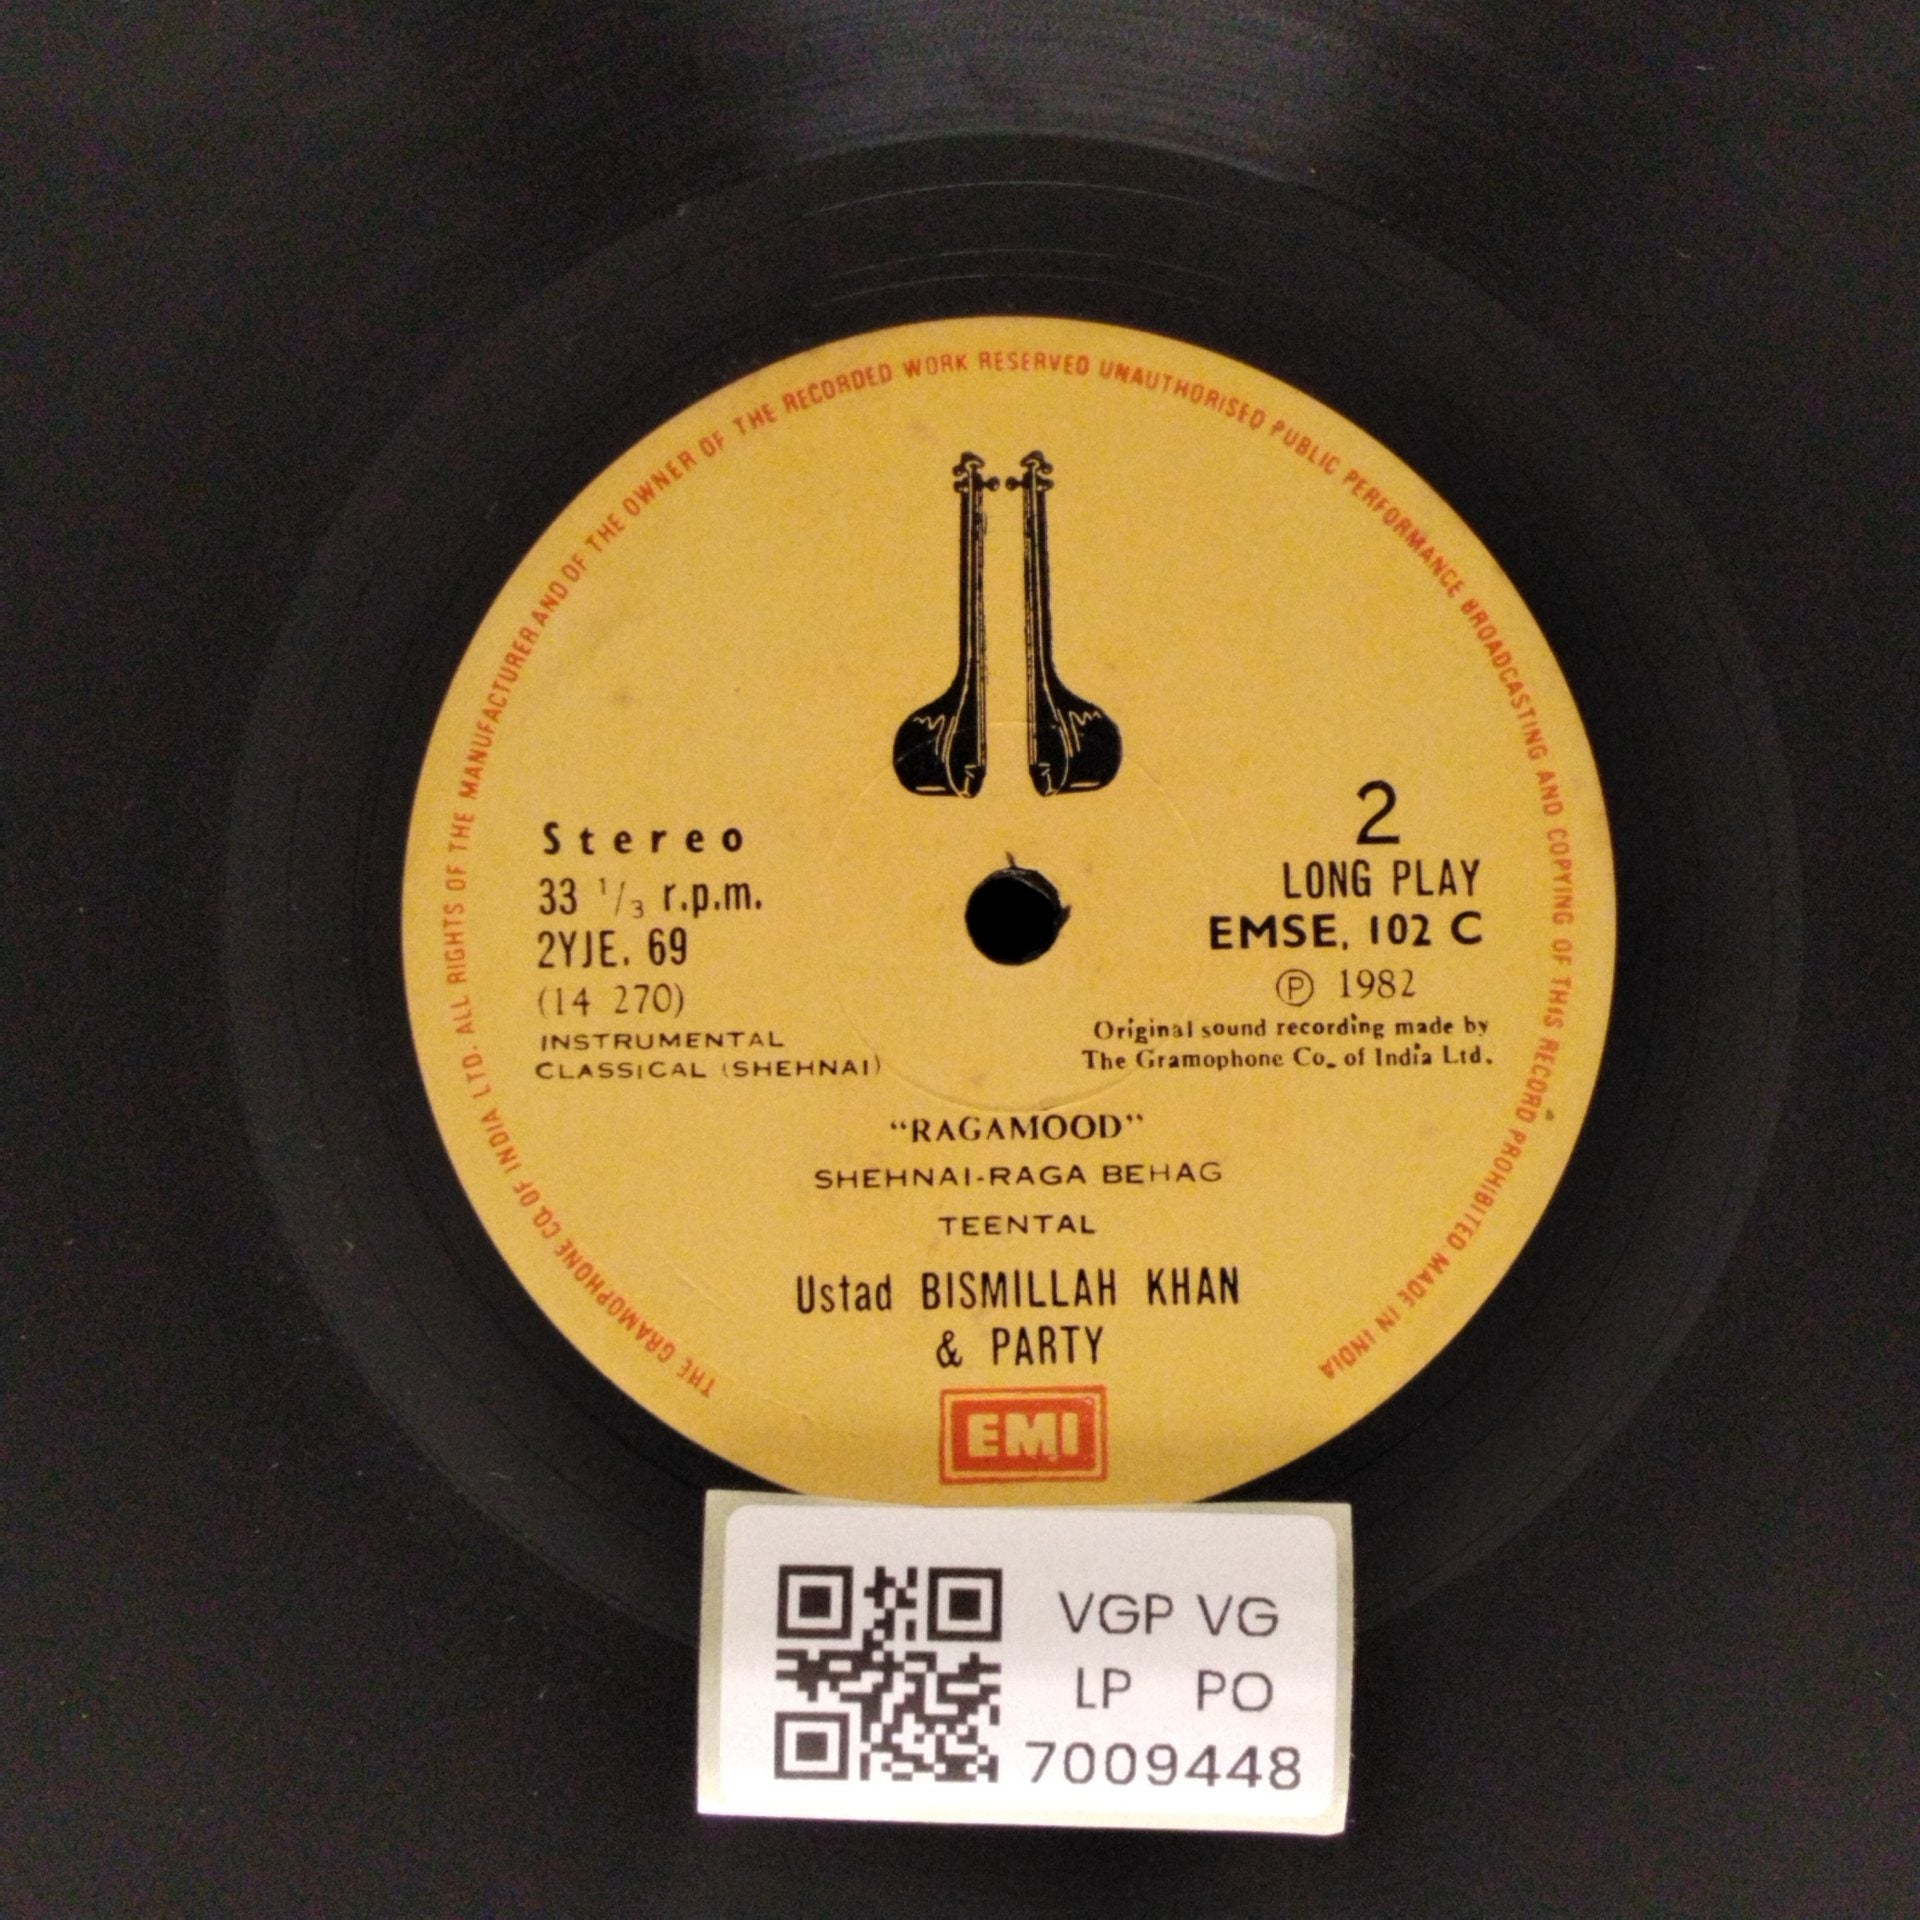 THE GRAMOPHONE CO. OF INDIA LTD. ALL RIGHTS OF THE MANUFACTURER AND OF THE OWNER OF THE RECORDED WORK RESERVED UNAUTHORISED PUBLIC PERFORMANCE BROADCASTING AND COPYING OF THIS RECORD PROHIBITED MADE IN INDIA
Stereo
33 1/3 r.p.m.
2YJE. 69
(14 270)
INSTRUMENTAL
CLASSICAL (SHEHNAI)
2
LONG PLAY
EMSE. 102 C
Ⓟ 1982
Original sound recording made by
The Gramophone Co. of India Ltd.
"RAGAMOOD"
SHEHNAI-RAGA BEHAG
TEENTAL
Ustad BISMILLAH KHAN
& PARTY
EMI
VGP VG
LP PO
7009448